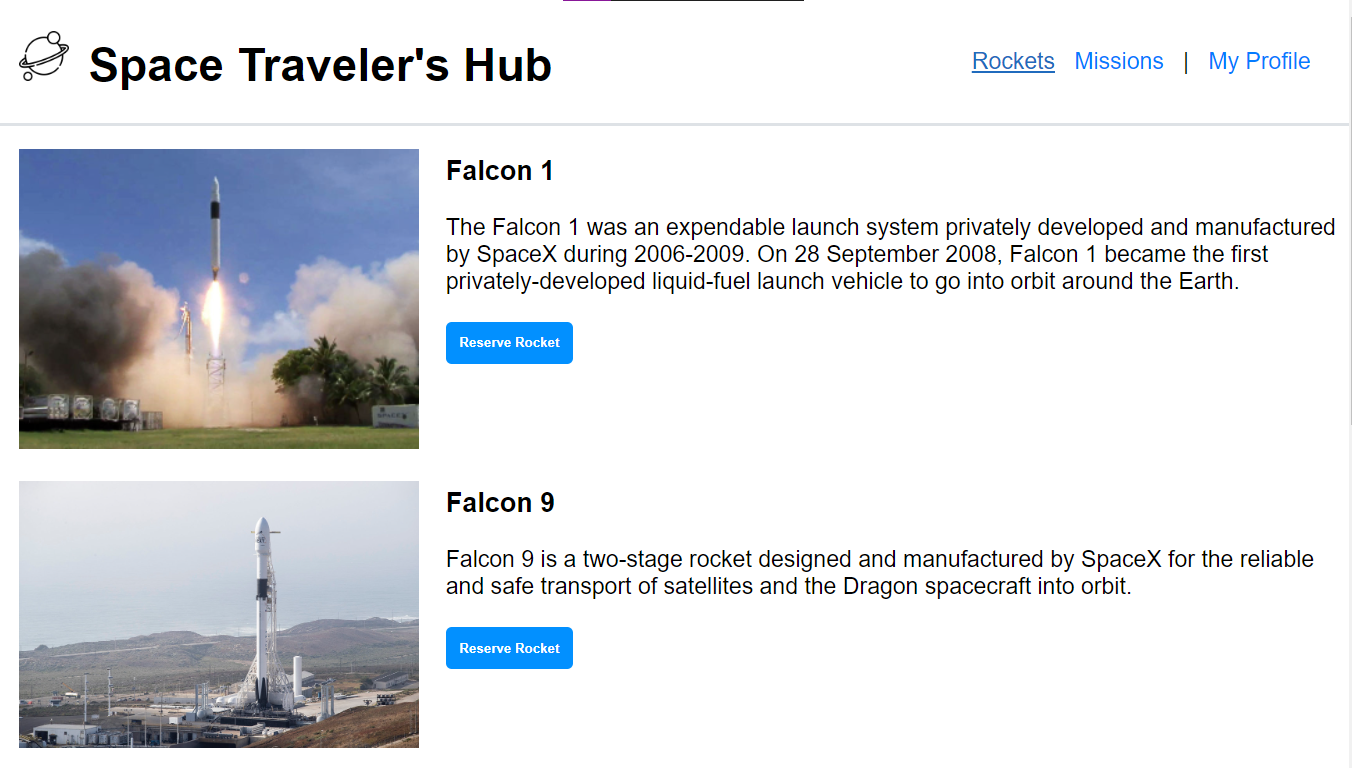 Space Traveler's Hub
Rockets Missions | My Profile
Falcon 1
The Falcon 1 was an expendable launch system privately developed and manufactured
by SpaceX during 2006-2009. On 28 September 2008, Falcon 1 became the first
privately-developed liquid-fuel launch vehicle to go into orbit around the Earth.
Reserve Rocket
Falcon 9
Falcon 9 is a two-stage rocket designed and manufactured by SpaceX for the reliable
and safe transport of satellites and the Dragon spacecraft into orbit.
Reserve Rocket